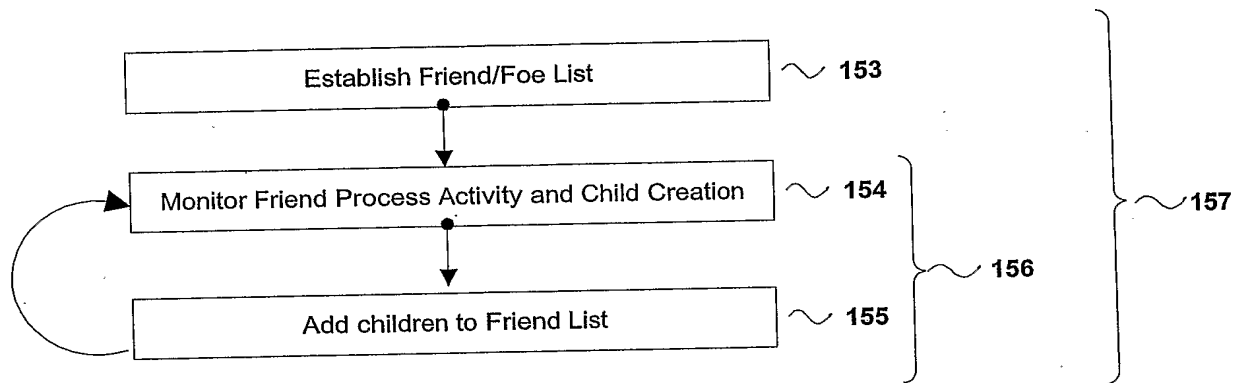 Establish Friend/Foe List
153
Monitor Friend Process Activity and Child Creation
154
157
156
Add children to Friend List
155